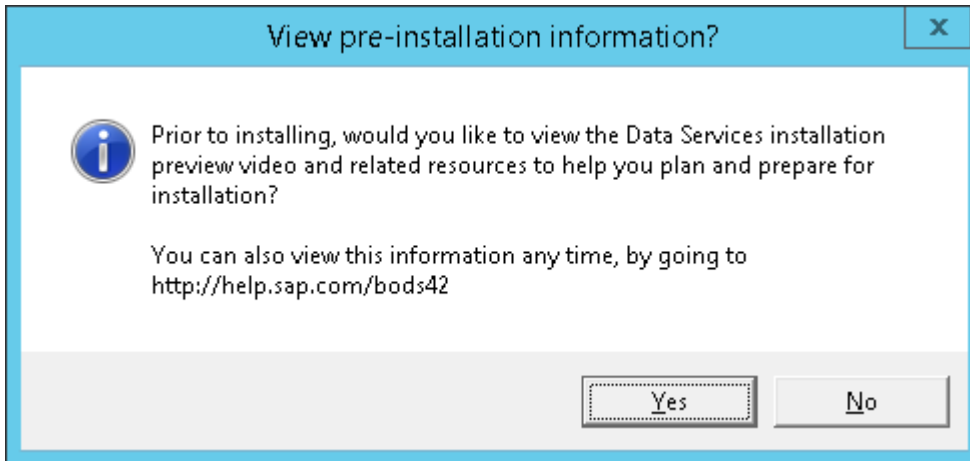 View pre-installation information?
x
Prior to installing, would you like to view the Data Services installation
preview video and related resources to help you plan and prepare for
installation?
You can also view this information any time, by going to
http://help.sap.com/bods42
Yes
No